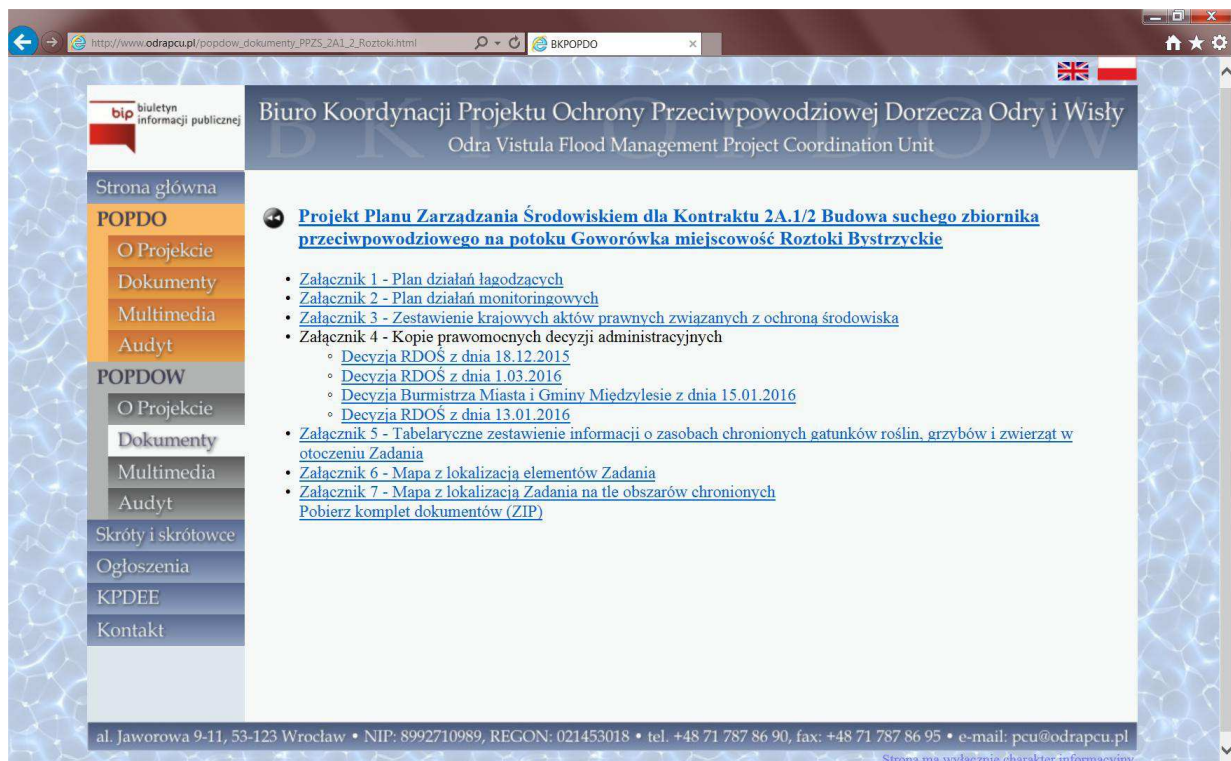 http://www.odrapcu.pl/popdow_dokumenty_PPZS_2A1_2_Roztoki.html
BKPOPDO
bip biuletyn informacji publicznej
Biuro Koordynacji Projektu Ochrony Przeciwpowodziowej Dorzecza Odry i Wisły
Odra Vistula Flood Management Project Coordination Unit
B K P O P D O W
Strona główna
POPDO
O Projekcie
Dokumenty
Multimedia
Audyt
POPDOW
O Projekcie
Dokumenty
Multimedia
Audyt
Skróty i skrótowce
Ogłoszenia
KPDEE
Kontakt
Projekt Planu Zarządzania Środowiskiem dla Kontraktu 2A.1/2 Budowa suchego zbiornika
przeciwpowodziowego na potoku Goworówka miejscowość Roztoki Bystrzyckie
• Załącznik 1 - Plan działań łagodzących
• Załącznik 2 - Plan działań monitoringowych
• Załącznik 3 - Zestawienie krajowych aktów prawnych związanych z ochroną środowiska
• Załącznik 4 - Kopie prawomocnych decyzji administracyjnych
◦ Decyzja RDOŚ z dnia 18.12.2015
◦ Decyzja RDOŚ z dnia 1.03.2016
◦ Decyzja Burmistrza Miasta i Gminy Międzylesie z dnia 15.01.2016
◦ Decyzja RDOŚ z dnia 13.01.2016
• Załącznik 5 - Tabelaryczne zestawienie informacji o zasobach chronionych gatunków roślin, grzybów i zwierząt w
otoczeniu Zadania
• Załącznik 6 - Mapa z lokalizacją elementów Zadania
• Załącznik 7 - Mapa z lokalizacją Zadania na tle obszarów chronionych
Pobierz komplet dokumentów (ZIP)
al. Jaworowa 9-11, 53-123 Wrocław • NIP: 8992710989, REGON: 021453018 • tel. +48 71 787 86 90, fax: +48 71 787 86 95 • e-mail: pcu@odrapcu.pl
Strona ma wyłącznie charakter informacyjny